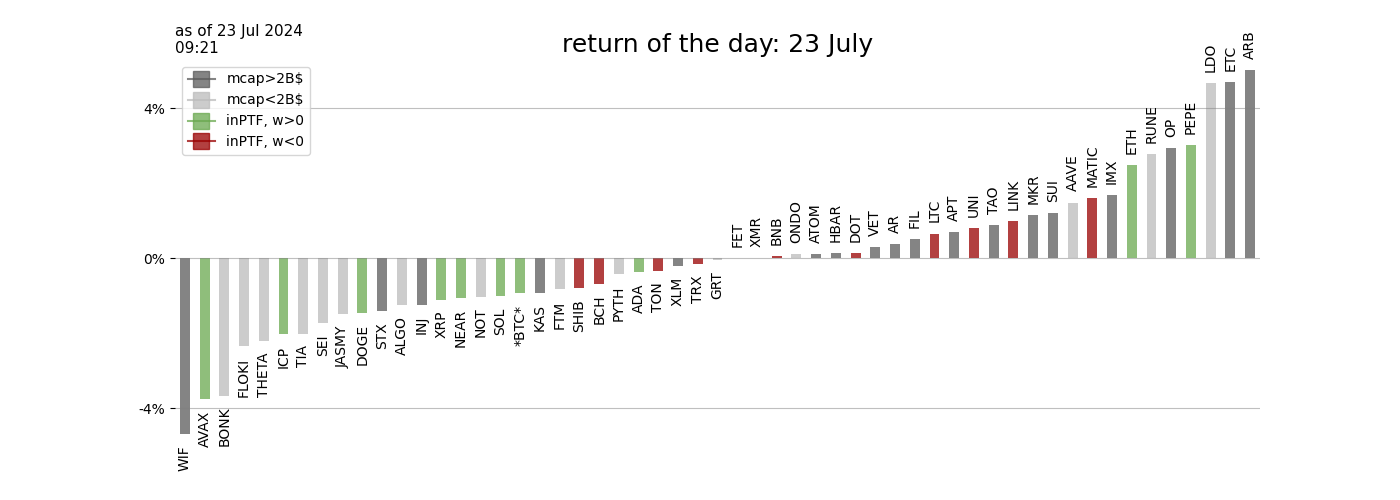 as of 23 Jul 2024
09:21
return of the day: 23 July
mcap>2B$
mcap<2B$
inPTF, w>0
inPTF, w<0
4%
0%
-4%
WIF
AVAX
BONK
FLOKI
THETA
ICP
TIA
SEI
JASMY
DOGE
STX
ALGO
INJ
XRP
NEAR
NOT
SOL
*BTC*
KAS
FTM
SHIB
BCH
PYTH
ADA
TON
XLM
TRX
GRT
FET
XMR
BNB
ONDO
ATOM
HBAR
DOT
VET
AR
FIL
LTC
APT
UNI
TAO
LINK
MKR
SUI
AAVE
MATIC
IMX
ETH
RUNE
OP
PEPE
LDO
ETC
ARB